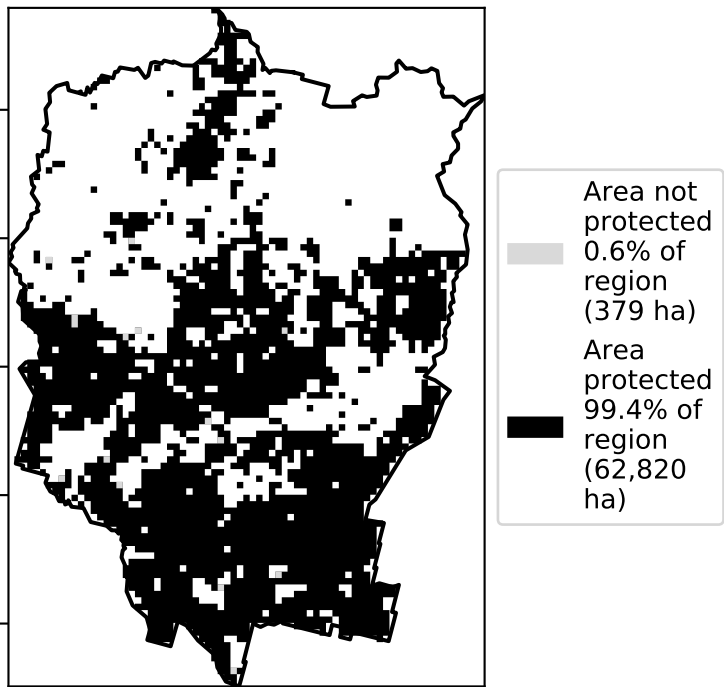 Area not
protected
0.6% of
region
(379 ha)
Area
protected
99.4% of
region
(62,820
ha)